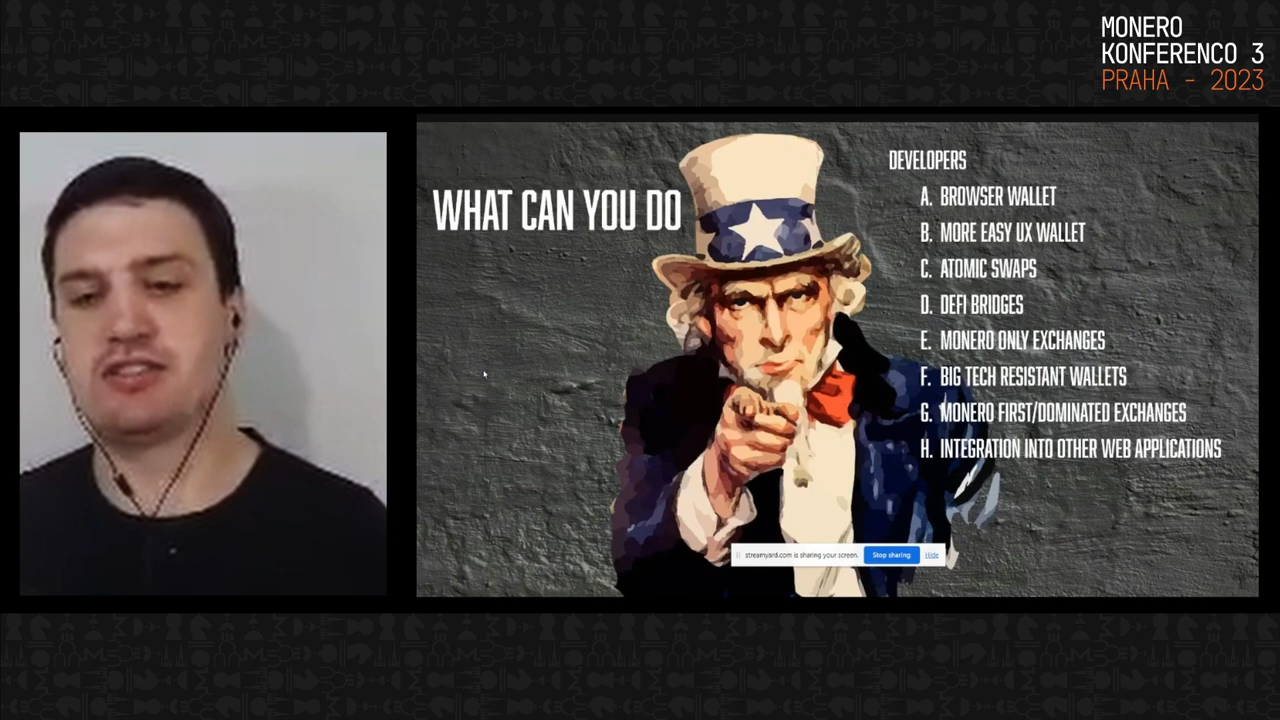 MONERO
KONFERENCO 3
PRAHA - 2023
WHAT CAN YOU DO
DEVELOPERS
A. BROWSER WALLET
B. MORE EASY UX WALLET
C. ATOMIC SWAPS
D. DEFI BRIDGES
E. MONERO ONLY EXCHANGES
F. BIG TECH RESISTANT WALLETS
G. MONERO FIRST/DOMINATED EXCHANGES
H. INTEGRATION INTO OTHER WEB APPLICATIONS
streamyard.com is sharing your screen. Stop sharing Hide